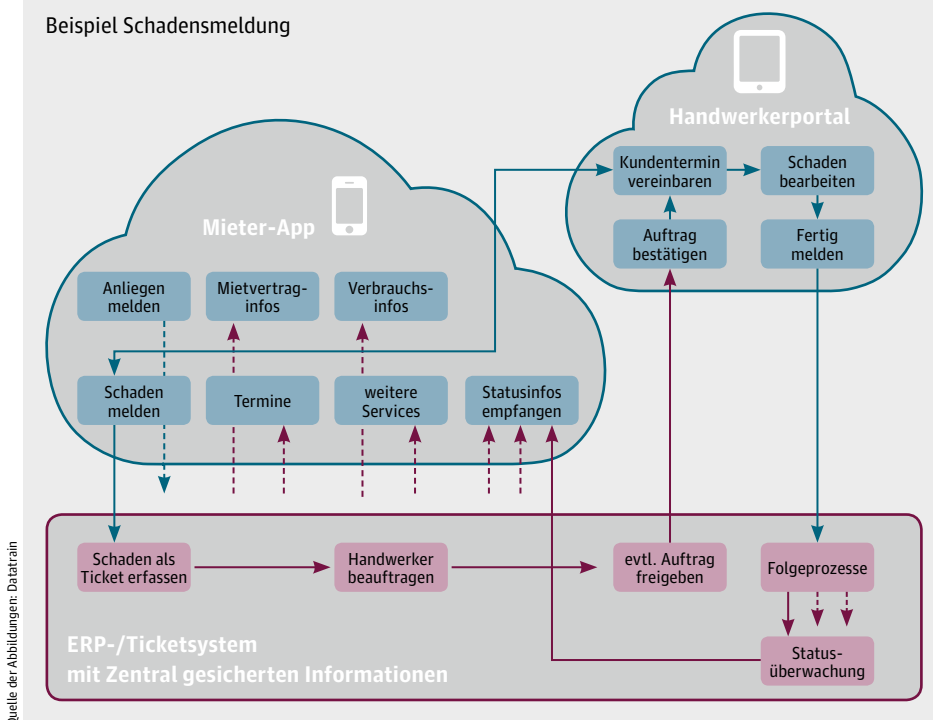 Beispiel Schadensmeldung
Handwerkerportal
Kundentermin
vereinbaren
Schaden
bearbeiten
Auftrag
bestätigen
Fertig
melden
Mieter-App
Anliegen
melden
Mietvertrag-
infos
Verbrauchs-
infos
Schaden
melden
Termine
weitere
Services
Statusinfos
empfangen
Schaden als
Ticket erfassen
Handwerker
beauftragen
evtl. Auftrag
freigeben
Folgeprozesse
Status-
überwachung
ERP-/Ticketsystem
mit Zentral gesicherten Informationen
Quelle der Abbildungen: Datatrain